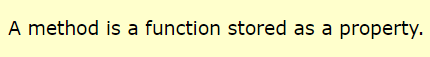 A method is a function stored as a property.